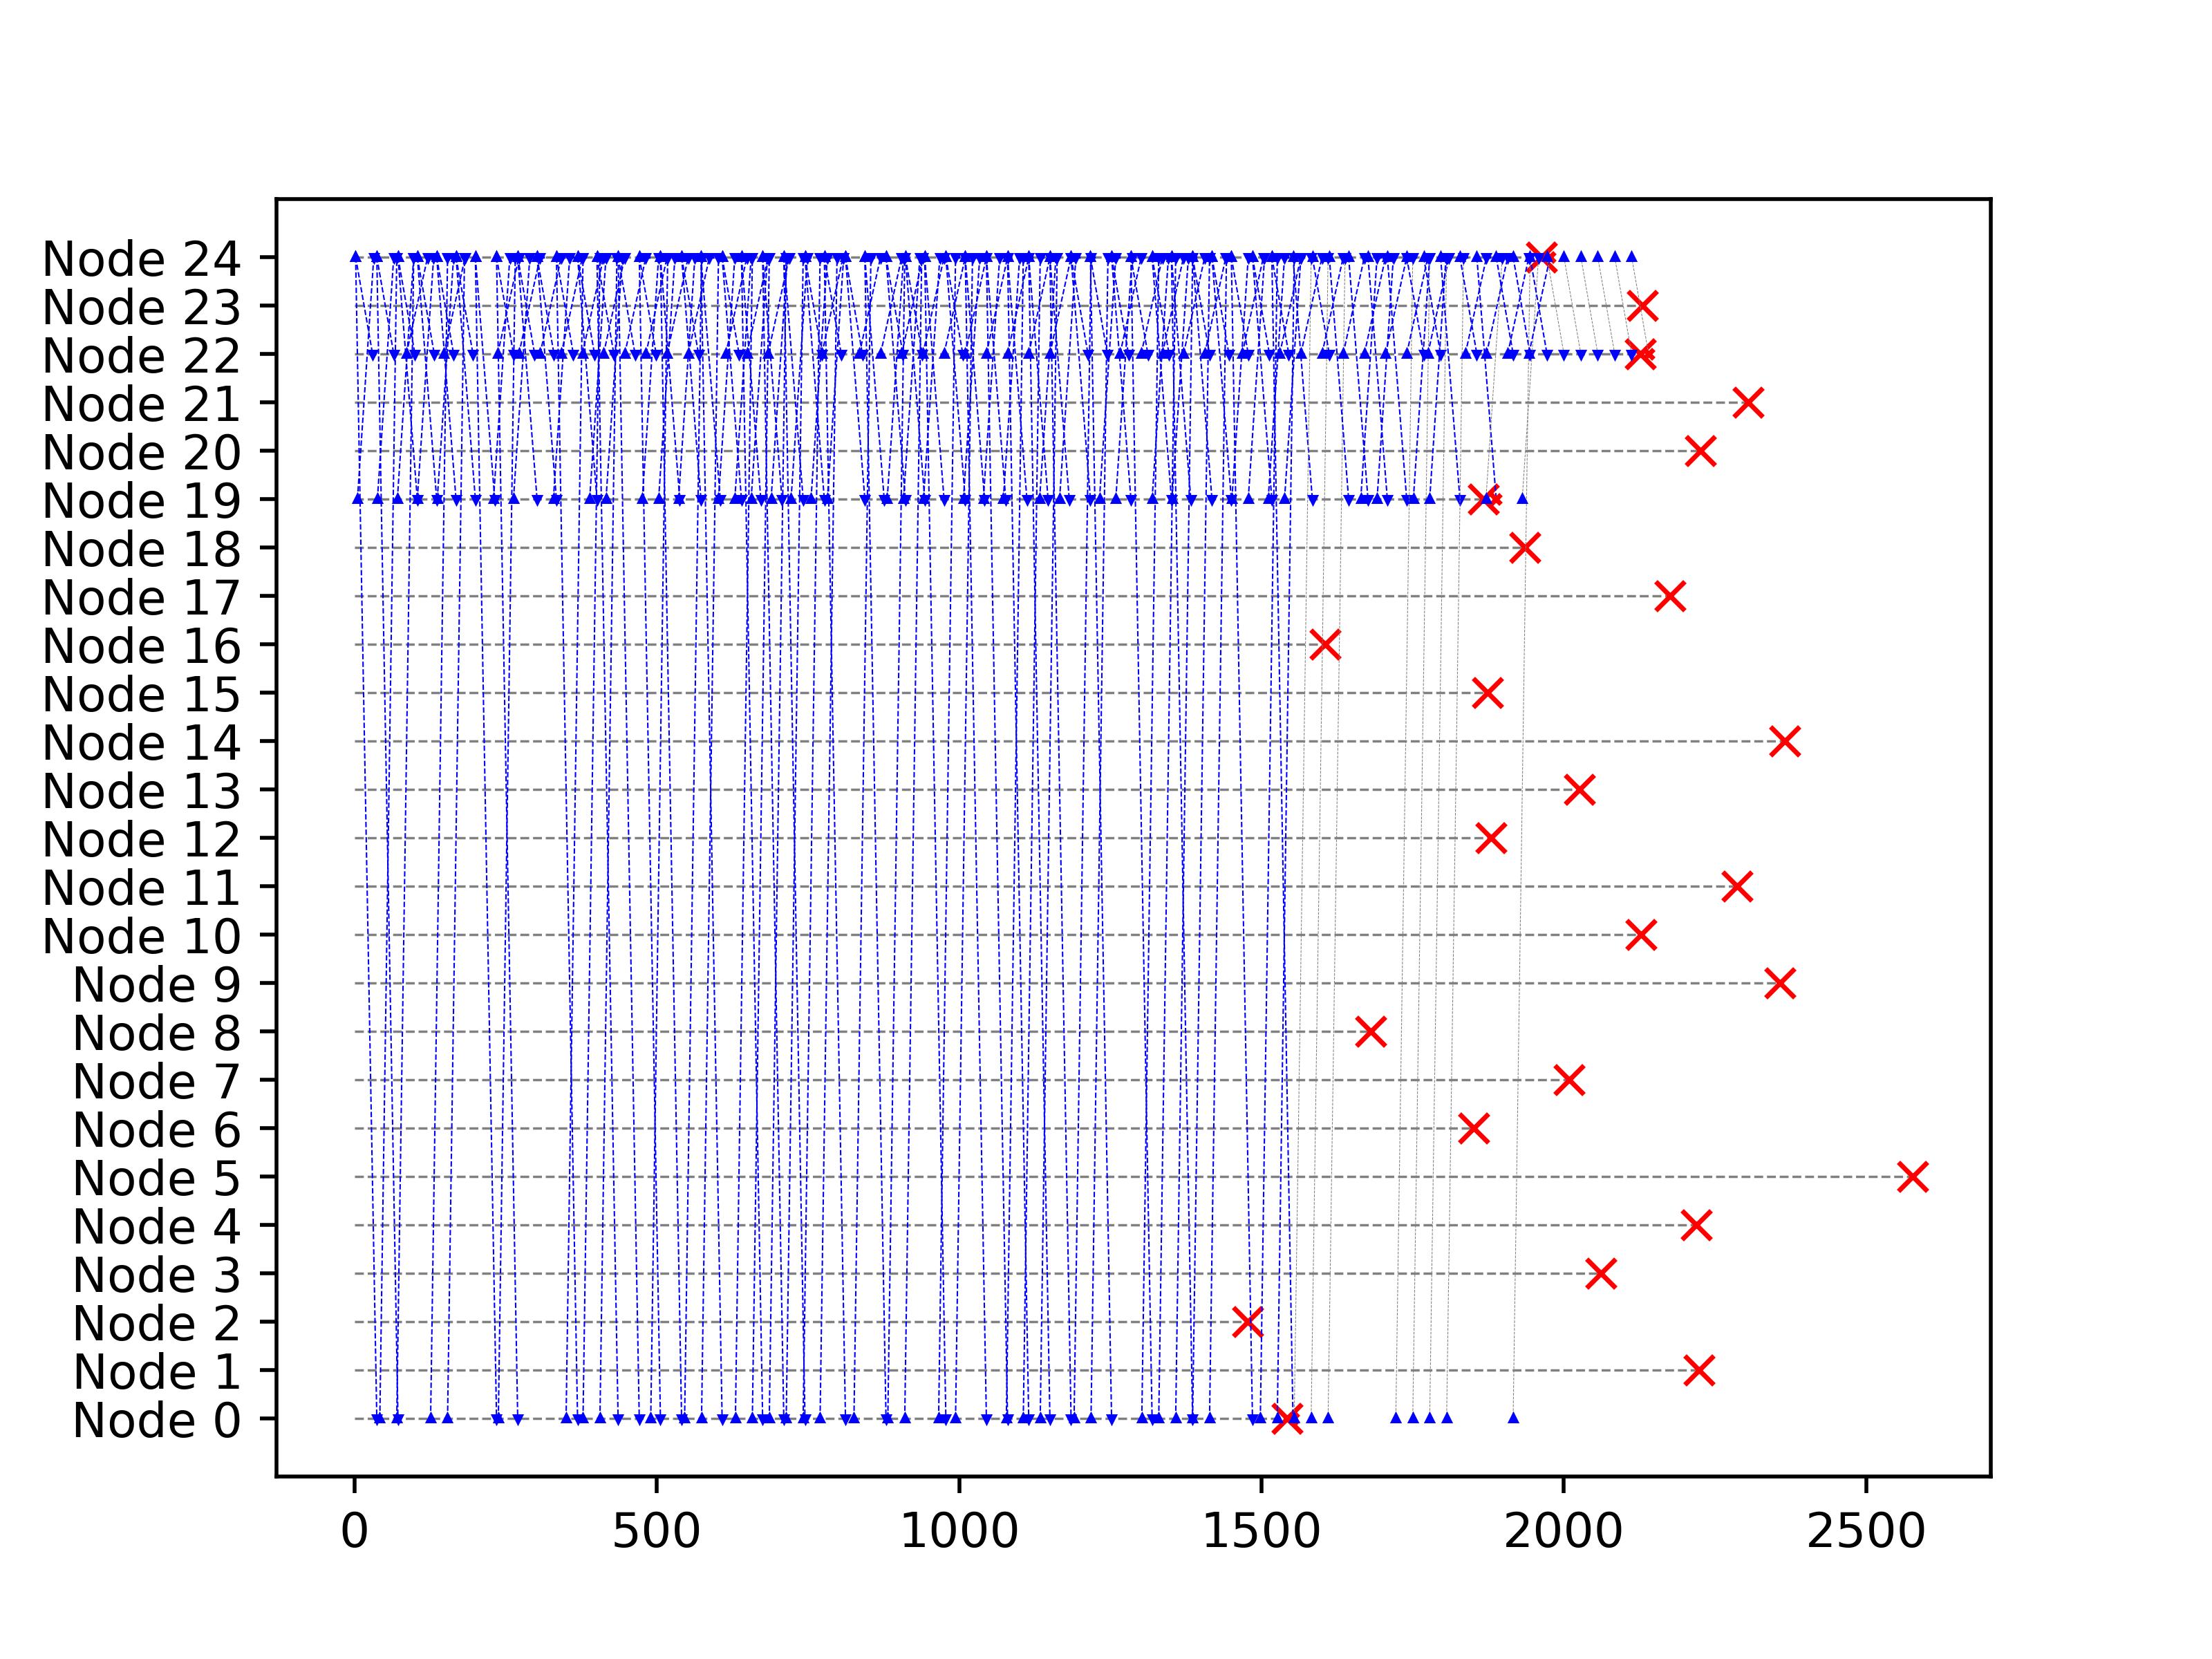 Node 24
Node 23
Node 22
Node 21
Node 20
Node 19
Node 18
Node 17
Node 16
Node 15
Node 14
Node 13
Node 12
Node 11
Node 10
Node 9
Node 8
Node 7
Node 6
Node 5
Node 4
Node 3
Node 2
Node 1
Node 0
0 500 1000 1500 2000 2500